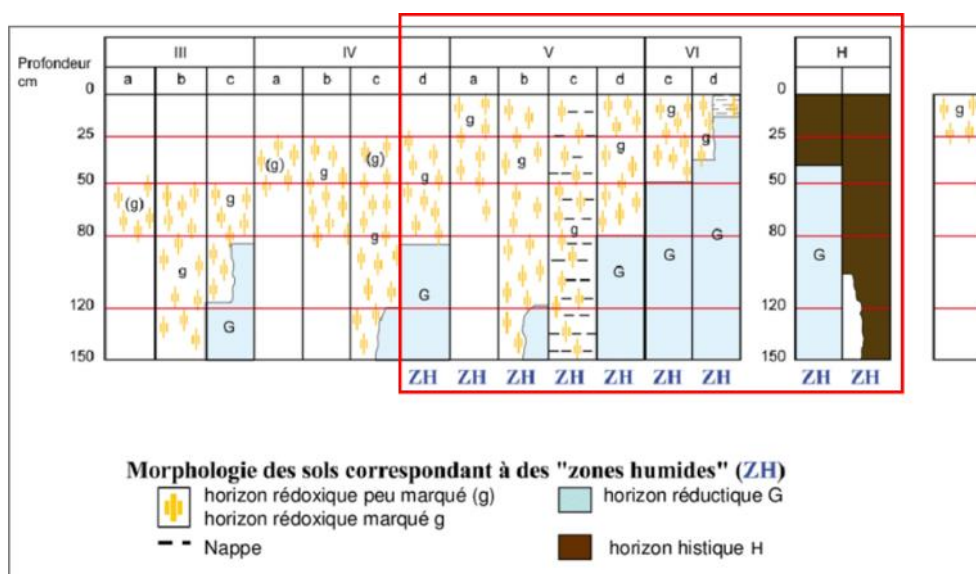 III IV V VI H
Profondeur
cm
a b c a b c d a b c d c d
0 0
g g g g
25
(g) g (g) g g g g
50 50
(g) g g
80 80
g g G G G G
120 120
G G
150 150
ZH ZH ZH ZH ZH ZH ZH ZH ZH
Morphologie des sols correspondant à des "zones humides" (ZH)
horizon rédoxique peu marqué (g)
horizon rédoxique marqué g
horizon réductique G
Nappe
horizon histique H